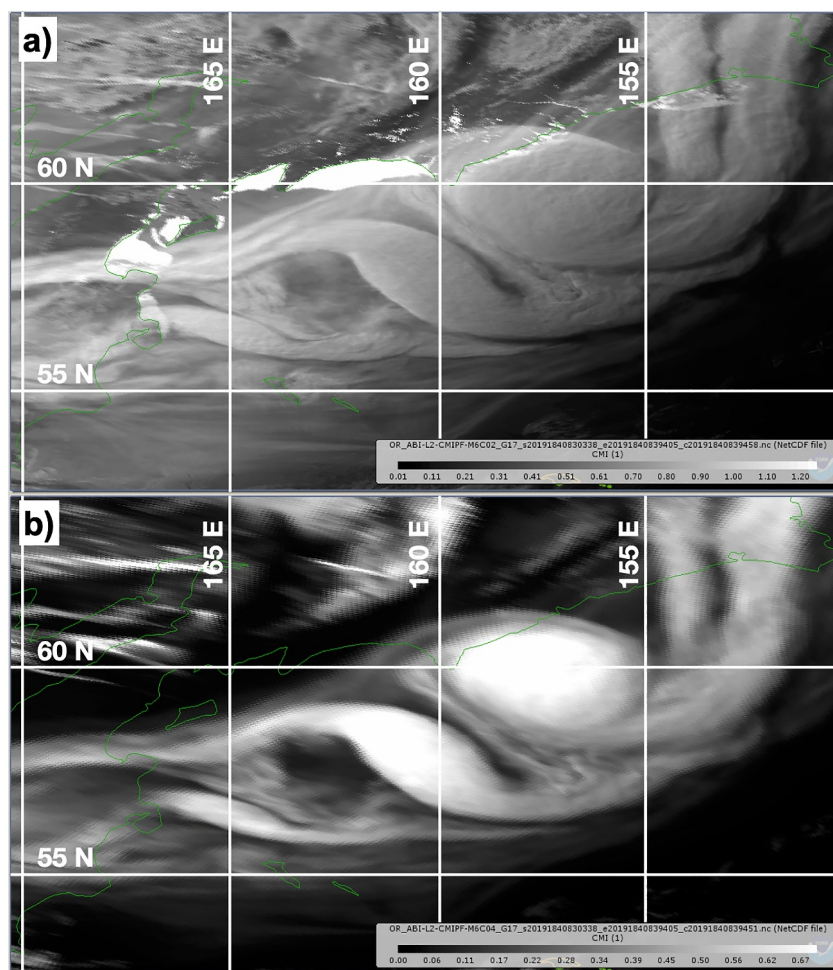 a)
165 E
160 E
155 E
60 N
55 N
OR_ABI-L2-CMIPF-M6C02_G17_s20191840830338_e20191840839405_c20191840839458.nc (NetCDF file)
CMI (1)
0.01 0.11 0.21 0.31 0.41 0.51 0.61 0.70 0.80 0.90 1.00 1.10 1.20
b)
165 E
160 E
155 E
60 N
55 N
OR_ABI-L2-CMIPF-M6C04_G17_s20191840830338_e20191840839405_c20191840839451.nc (NetCDF file)
CMI (1)
0.00 0.06 0.11 0.17 0.22 0.28 0.34 0.39 0.45 0.50 0.56 0.62 0.67